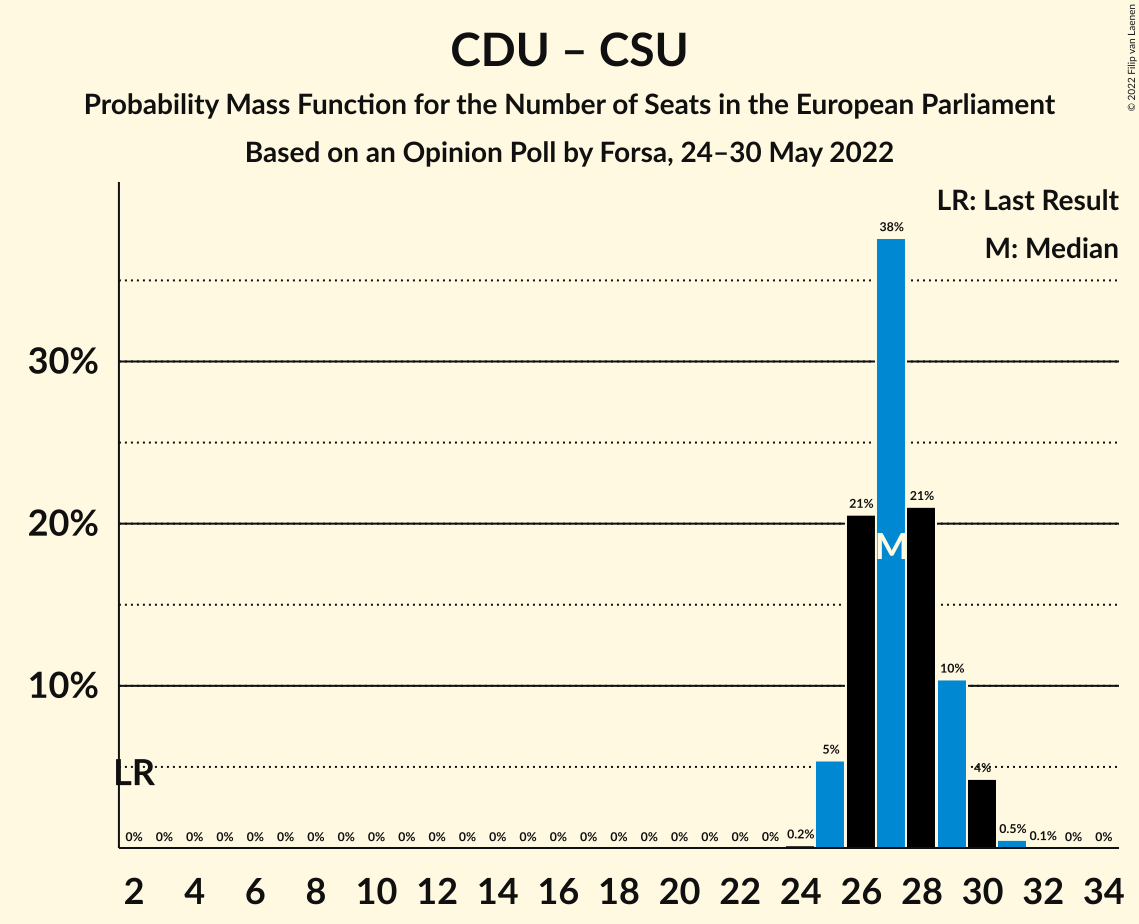 © 2022 Filip van Laenen
CDU – CSU
Probability Mass Function for the Number of Seats in the European Parliament
Based on an Opinion Poll by Forsa, 24–30 May 2022
LR: Last Result
M: Median
38%
30%
21% 21%
20%
M
10%
10%
5%
4%
LR
0% 0% 0% 0% 0% 0% 0% 0% 0% 0% 0% 0% 0% 0% 0% 0% 0% 0% 0% 0% 0% 0% 0.2% 0.5% 0.1% 0% 0%
2 4 6 8 10 12 14 16 18 20 22 24 26 28 30 32 34